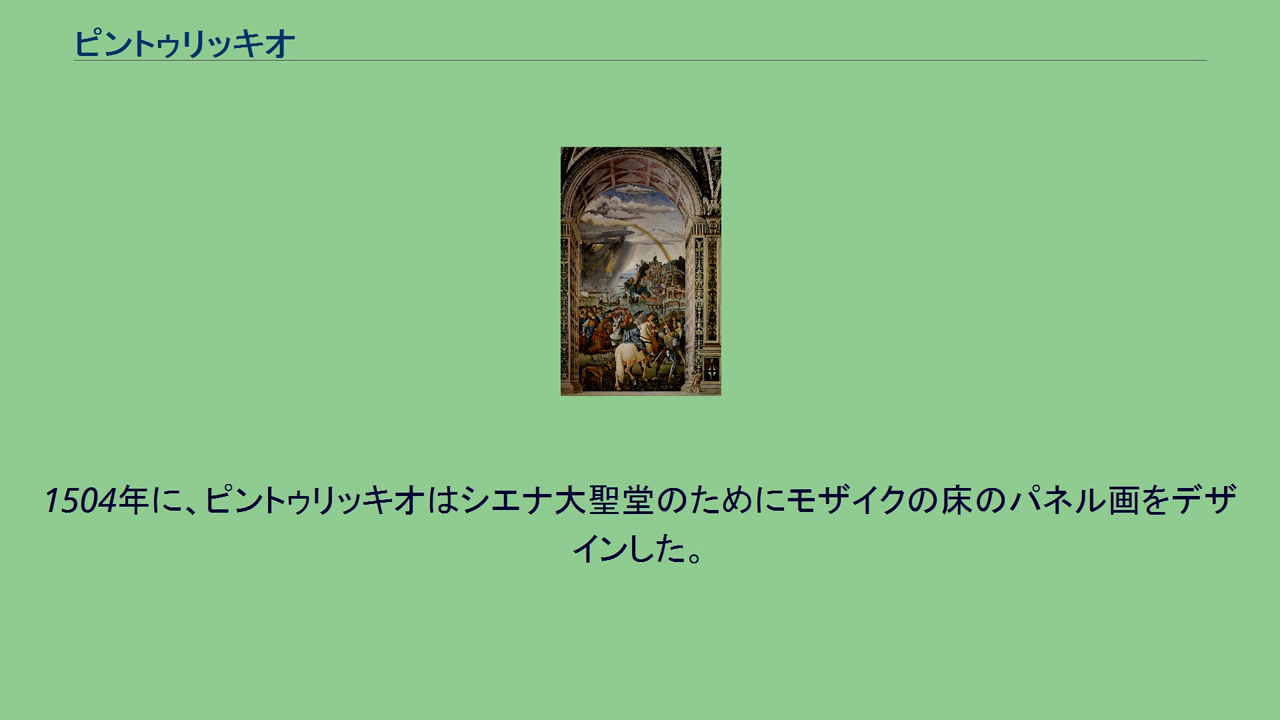 ピントゥリッキオ
1504年に、ピントゥリッキオはシエナ大聖堂のためにモザイクの床のパネル画をデザ
インした。